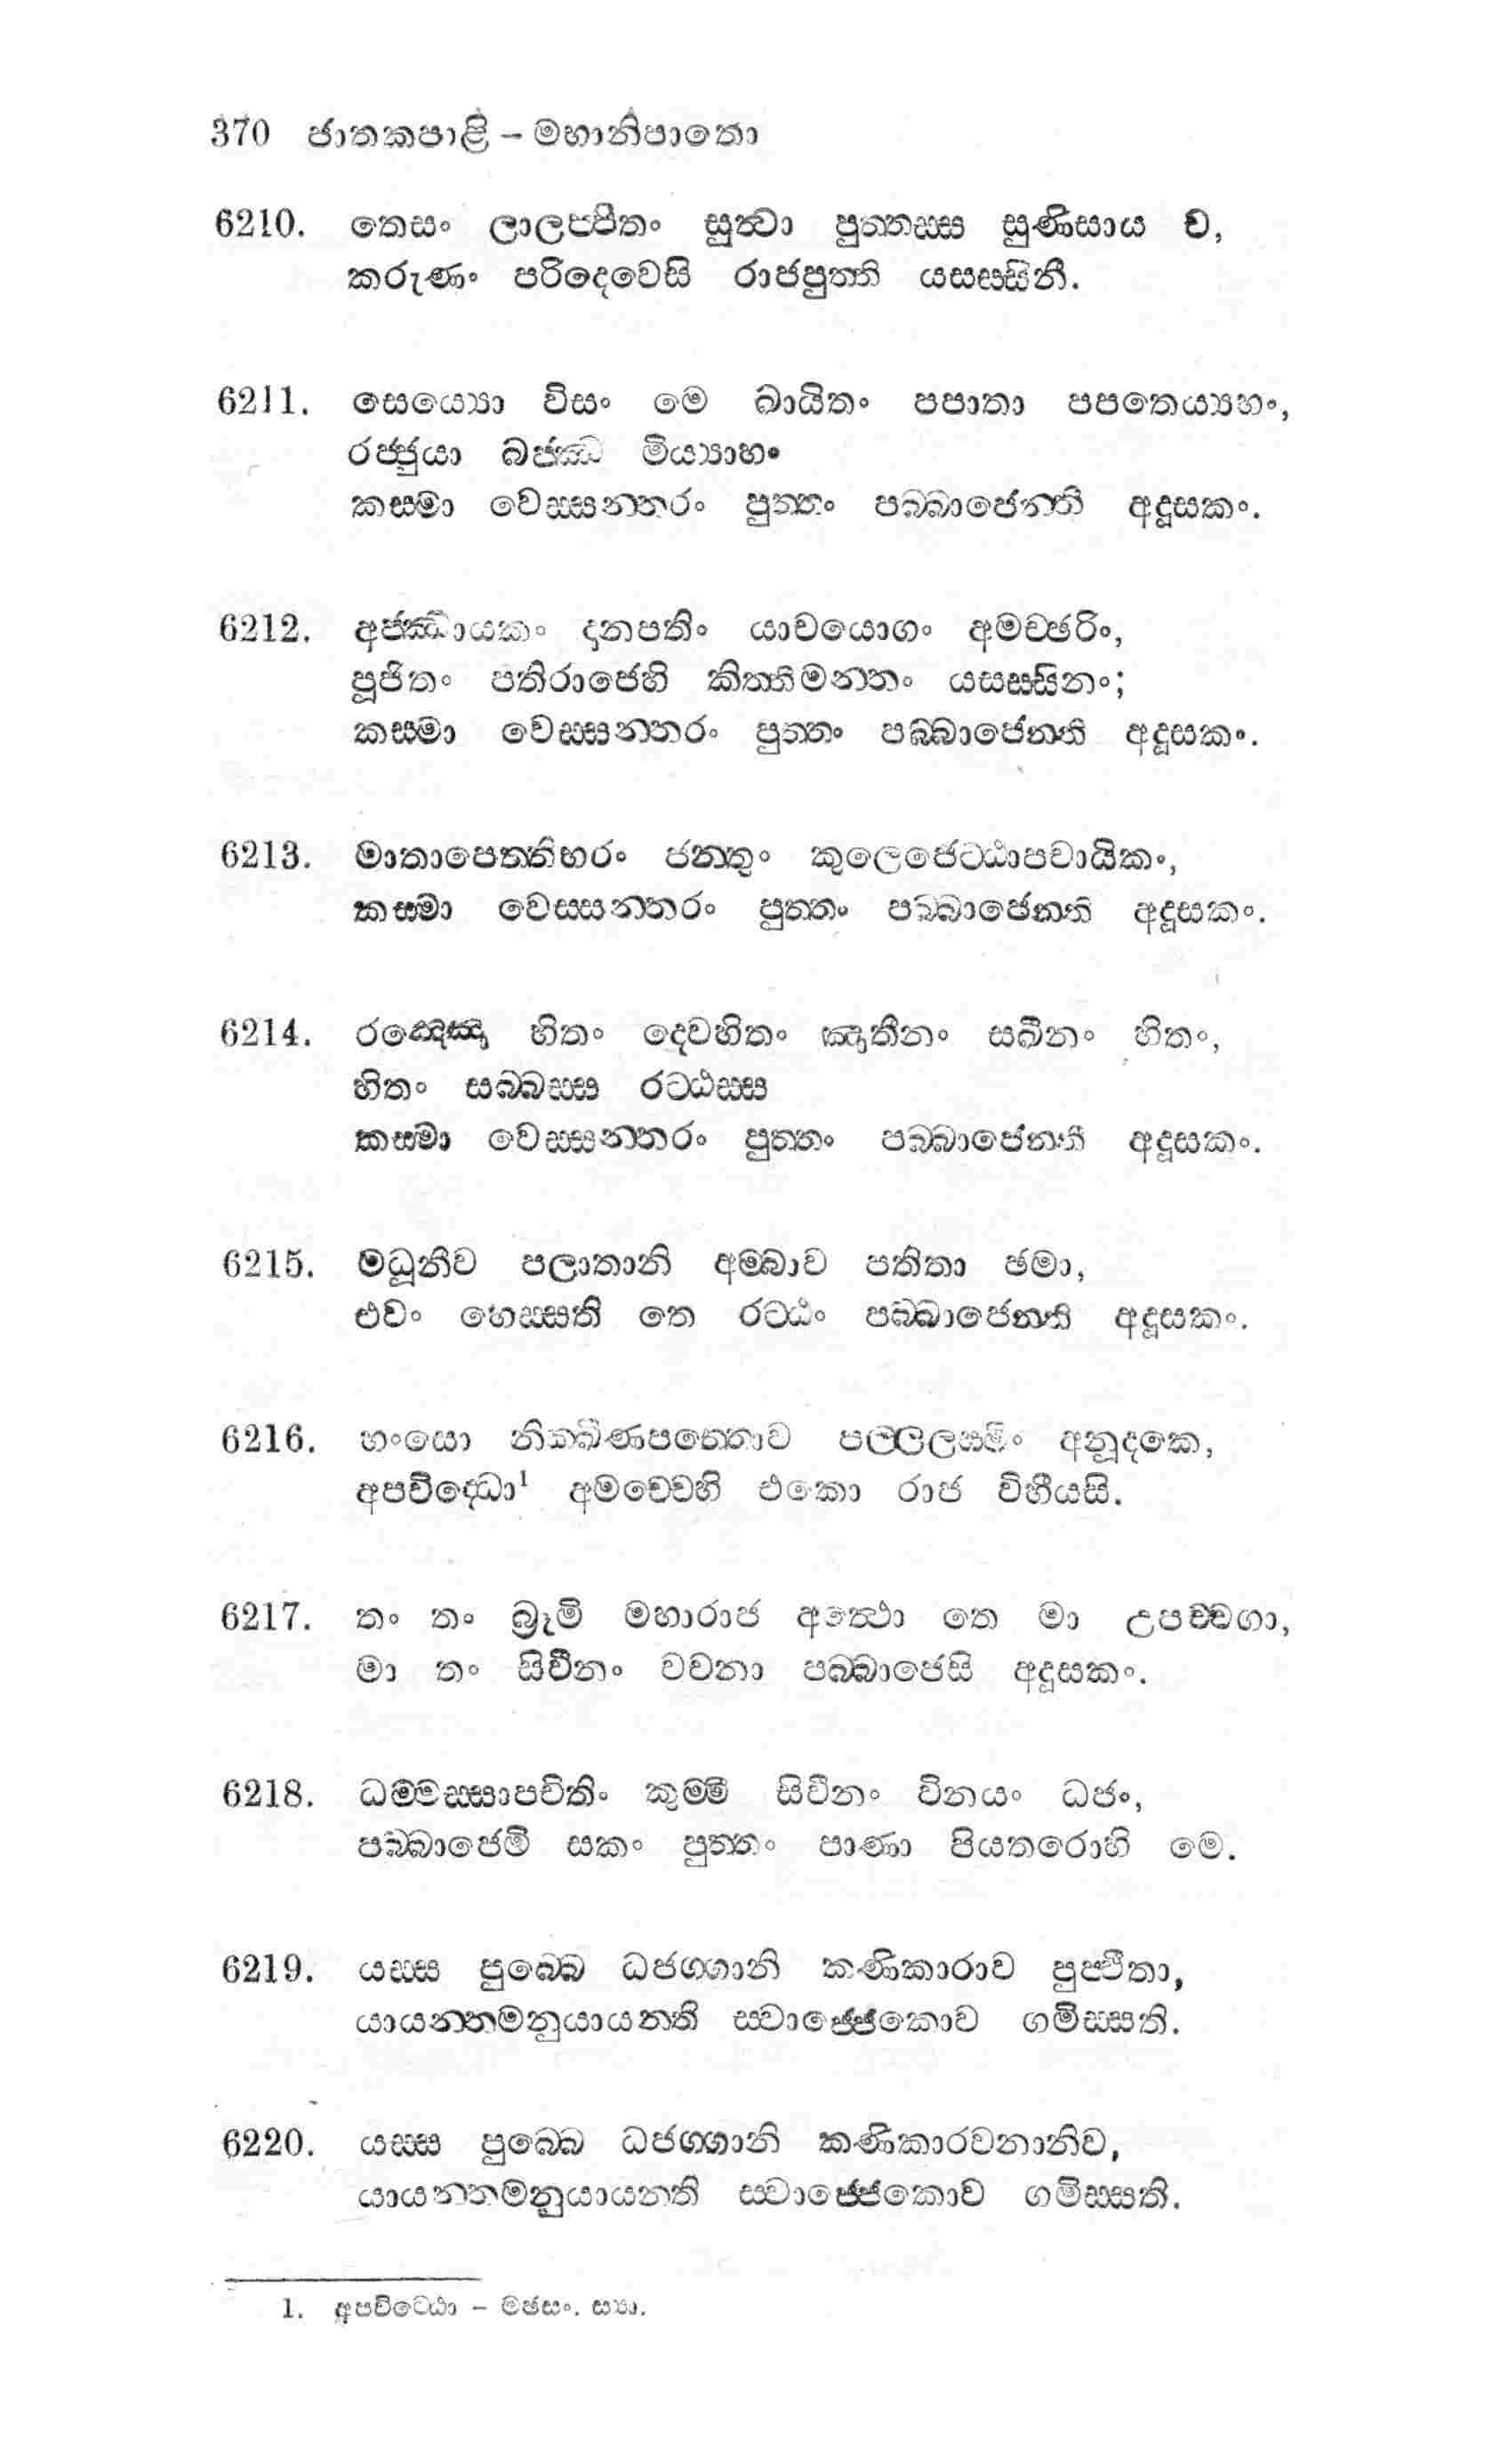 370 ජාතකපාළි – මහානිපාතො
6210. තෙසං ලාලප්පිතං සුත්වා පුත්තස්ස සුණිසාය ච,
කරුණං පරිදෙවෙසි රාජපුත්ති යසස්සිනී.
6211. සෙය්‍යො විසං මෙ ඛායිතං පපාතා පපතෙය්‍යහං,
රජ්ජුයා බජ්ඣ මිය්‍යාහං
කස්මා වෙස්සන්තරං පුත්තං පබ්බාජෙන්ති අදූසකං.
6212. අජ්ඣායකං දානපතිං යාචයොගං අමච්ඡරිං,
පූජිතං පතිරාජෙහි කිත්තිමන්තං යසස්සිනං;
කස්මා වෙස්සන්තරං පුත්තං පබ්බාජෙන්ති අදූසකං.
6213. මාතාපෙත්තිභරං ජන්තුං කුලෙජෙට්ඨාපචායිකං,
කස්මා වෙස්සන්තරං පුත්තං පබ්බාජෙන්ති අදූසකං.
6214. රඤ්ඤො හිතං දෙවහිතං ඤාතීනං සඛීනං හිතං,
හිතං සබ්බස්ස රට්ඨස්ස
කස්මා වෙස්සන්තරං පුත්තං පබ්බාජෙන්ති අදූසකං.
6215. මධූනිව පලාතානි අම්බාව පතිතා ඡමා,
එවං හෙස්සති තෙ රට්ඨං පබ්බාජෙන්ති අදූසකං.
6216. හංසො නික්ඛීණපත්තොව පල්ලලස්මිං අනූදකෙ,
අපවිද්ධො¹ අමච්චෙහි එකො රාජ විහීයසි.
6217. තං තං බ්‍රූමි මහාරාජ අත්ථො තෙ මා උපච්චගා,
මා තං සිවීනං වචනා පබ්බාජෙසි අදූසකං.
6218. ධම්මස්සාපචිතිං කුම්මි සිවීනං විනයං ධජං,
පබ්බාජෙමි සකං පුත්තං පාණා පියතරොහි මෙ.
6219. යස්ස පුබ්බෙ ධජග්ගානි කණිකාරාව පුප්ඵිතා,
යායන්තමනුයායන්ති ස්වාජ්ජෙකොව ගමිස්සති.
6220. යස්ස පුබ්බෙ ධජග්ගානි කණිකාරවනානිව,
යායන්තමනුයායන්ති ස්වාජ්ජෙකොව ගමිස්සති.
1. අපවිට්ඨො – මඡසං. ස්‍යා.